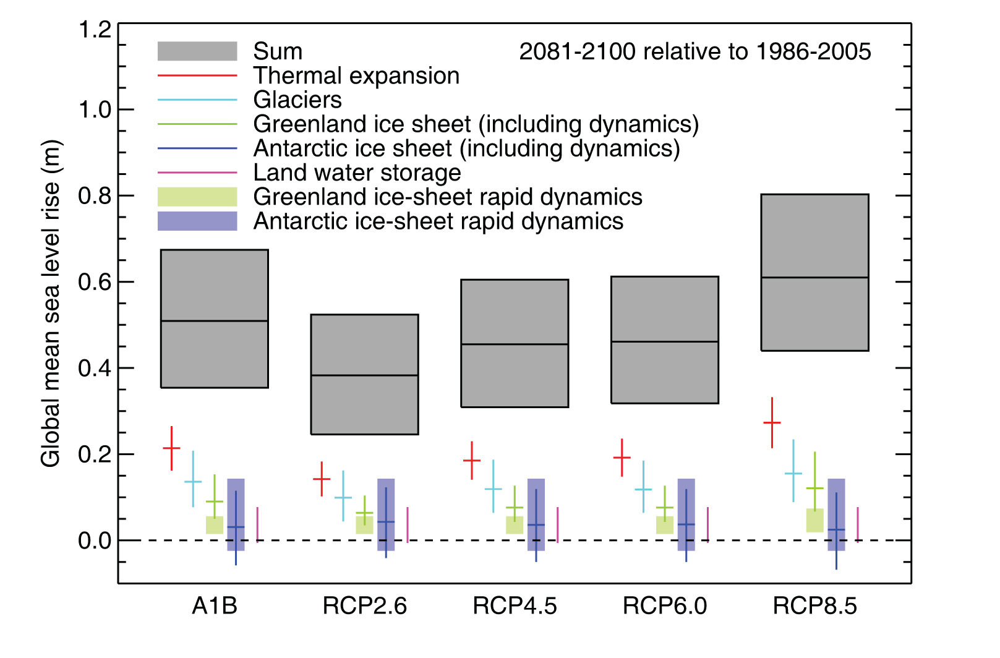 1.2
Sum
2081-2100 relative to 1986-2005
Thermal expansion
Glaciers
1.0
Greenland ice sheet (including dynamics)
Antarctic ice sheet (including dynamics)
Land water storage
Greenland ice-sheet rapid dynamics
0.8
Antarctic ice-sheet rapid dynamics
Global mean sea level rise (m)
0.6
0.4
0.2
0.0
A1B
RCP2.6
RCP4.5
RCP6.0
RCP8.5